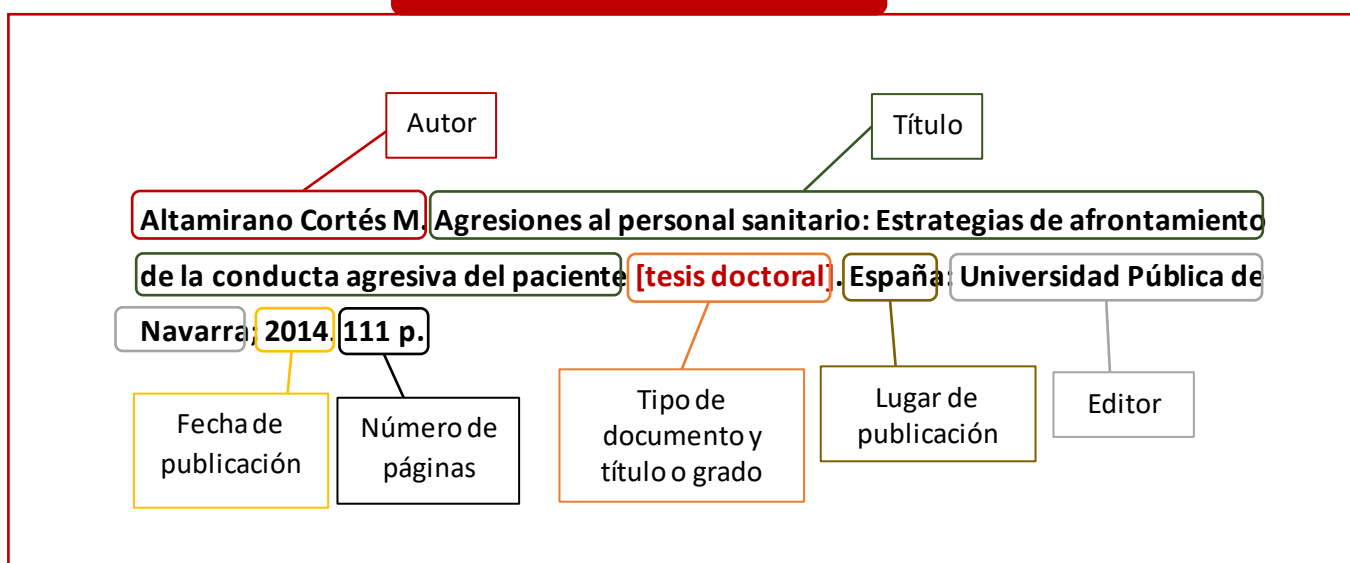 Autor
Título
Altamirano Cortés M. Agresiones al personal sanitario: Estrategias de afrontamiento
de la conducta agresiva del paciente [tesis doctoral]. España: Universidad Pública de
Navarra; 2014. 111 p.
Fecha de
publicación
Número de
páginas
Tipo de
documento y
título o grado
Lugar de
publicación
Editor